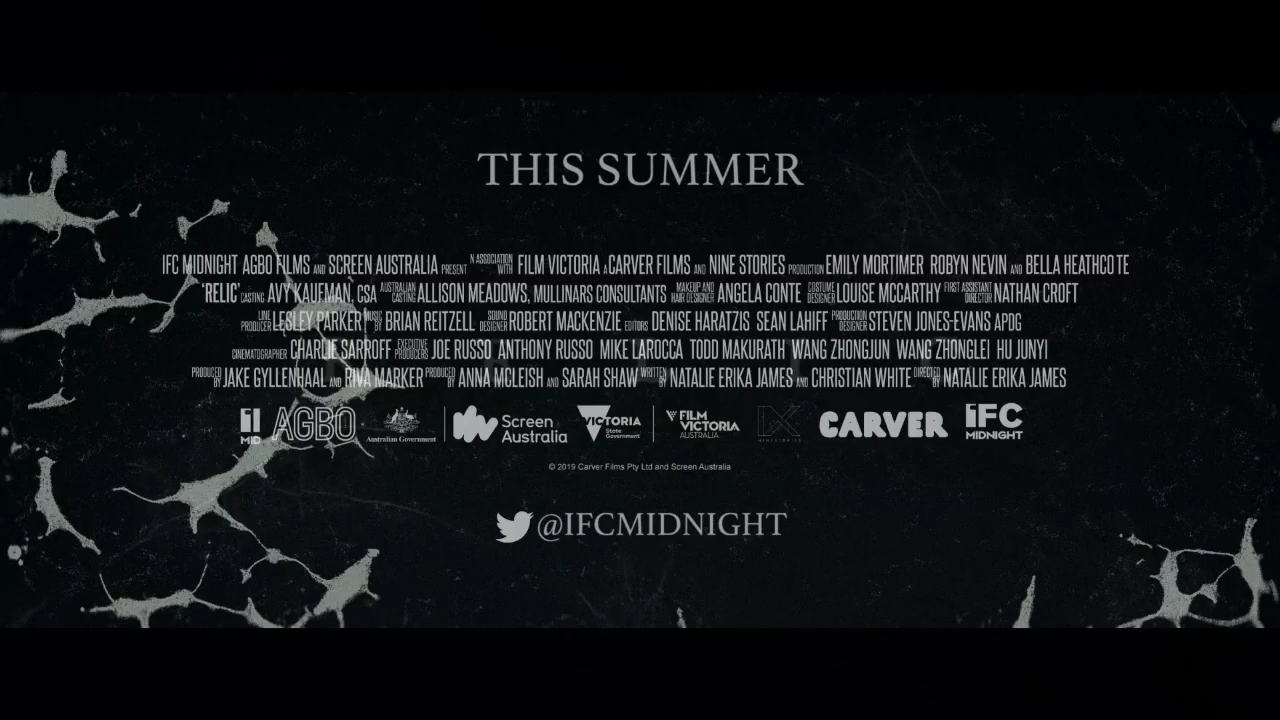 THIS SUMMER
IFC MIDNIGHT AGBO FILMS AND SCREEN AUSTRALIA PRESENT N ASSOCIATION WITH FILM VICTORIA A CARVER FILMS AND NINE STORIES PRODUCTION EMILY MORTIMER ROBYN NEVIN AND BELLA HEATHCO TE
'RELIC' CASTING AVY KAUFMAN, CSA AUSTRALIAN CASTING ALLISON MEADOWS, MULLINARS CONSULTANTS MAKEUP AND HAIR DESIGNER ANGELA CONTE COSTUME DESIGNER LOUISE MCCARTHY FIRST ASSISTANT DIRECTOR NATHAN CROFT
LINE PRODUCER LESLEY PARKER MUSIC BY BRIAN REITZELL SOUND DESIGNER ROBERT MACKENZIE EDITORS DENISE HARATZIS SEAN LAHIFF PRODUCTION DESIGNER STEVEN JONES-EVANS APDG
CINEMATOGRAPHER CHARLIE SARROFF EXECUTIVE PRODUCERS JOE RUSSO ANTHONY RUSSO MIKE LAROCCA TODD MAKURATH WANG ZHONGJUN WANG ZHONGLEI HU JUNYI
PRODUCED BY JAKE GYLLENHAAL AND RIVA MARKER PRODUCED BY ANNA MCLEISH AND SARAH SHAW WRITTEN BY NATALIE ERIKA JAMES AND CHRISTIAN WHITE DIRECTED BY NATALIE ERIKA JAMES
MID AGBO Australian Government Screen Australia VICTORIA State Government FILM VICTORIA AUSTRALIA CARVER IFC MIDNIGHT
© 2019 Carver Films Pty Ltd and Screen Australia
@IFCMIDNIGHT